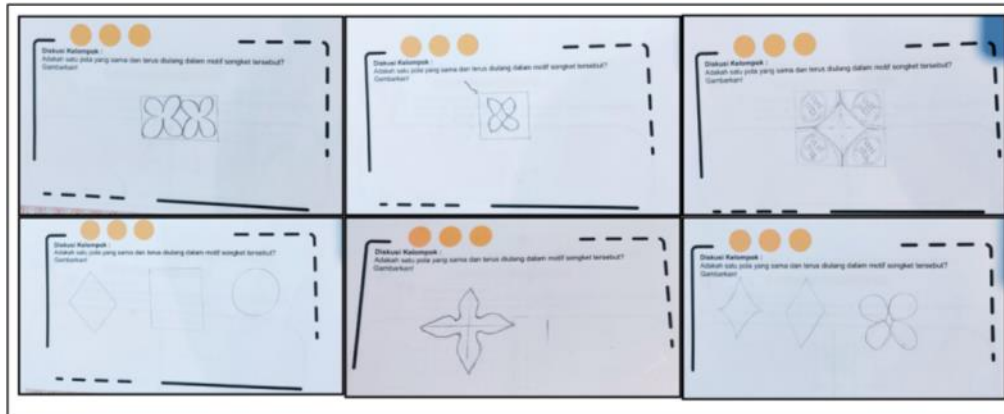 Diskusi Kelompok :
Adakah satu pola yang sama dan terus diulang dalam motif songket tersebut?
Gambarkan!
Diskusi Kelompok :
Adakah satu pola yang sama dan terus diulang dalam motif songket tersebut?
Gambarkan!
Diskusi Kelompok :
Adakah satu pola yang sama dan terus diulang dalam motif songket tersebut?
Gambarkan!
Diskusi Kelompok :
Adakah satu pola yang sama dan terus diulang dalam motif songket tersebut?
Gambarkan!
Diskusi Kelompok :
Adakah satu pola yang sama dan terus diulang dalam motif songket tersebut?
Gambarkan!
Diskusi Kelompok :
Adakah satu pola yang sama dan terus diulang dalam motif songket tersebut?
Gambarkan!